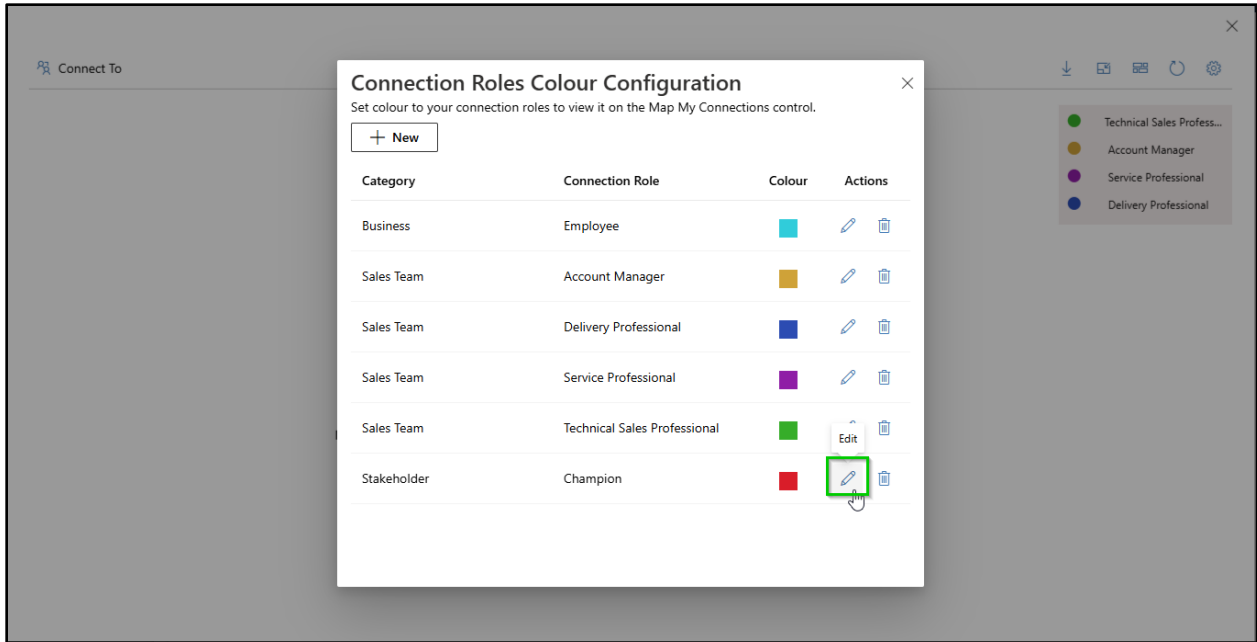 Connect To
Connection Roles Colour Configuration
Set colour to your connection roles to view it on the Map My Connections control.
New
Category Connection Role Colour Actions
Business Employee
Sales Team Account Manager
Sales Team Delivery Professional
Sales Team Service Professional
Sales Team Technical Sales Professional
Edit
Stakeholder Champion
Technical Sales Profess...
Account Manager
Service Professional
Delivery Professional